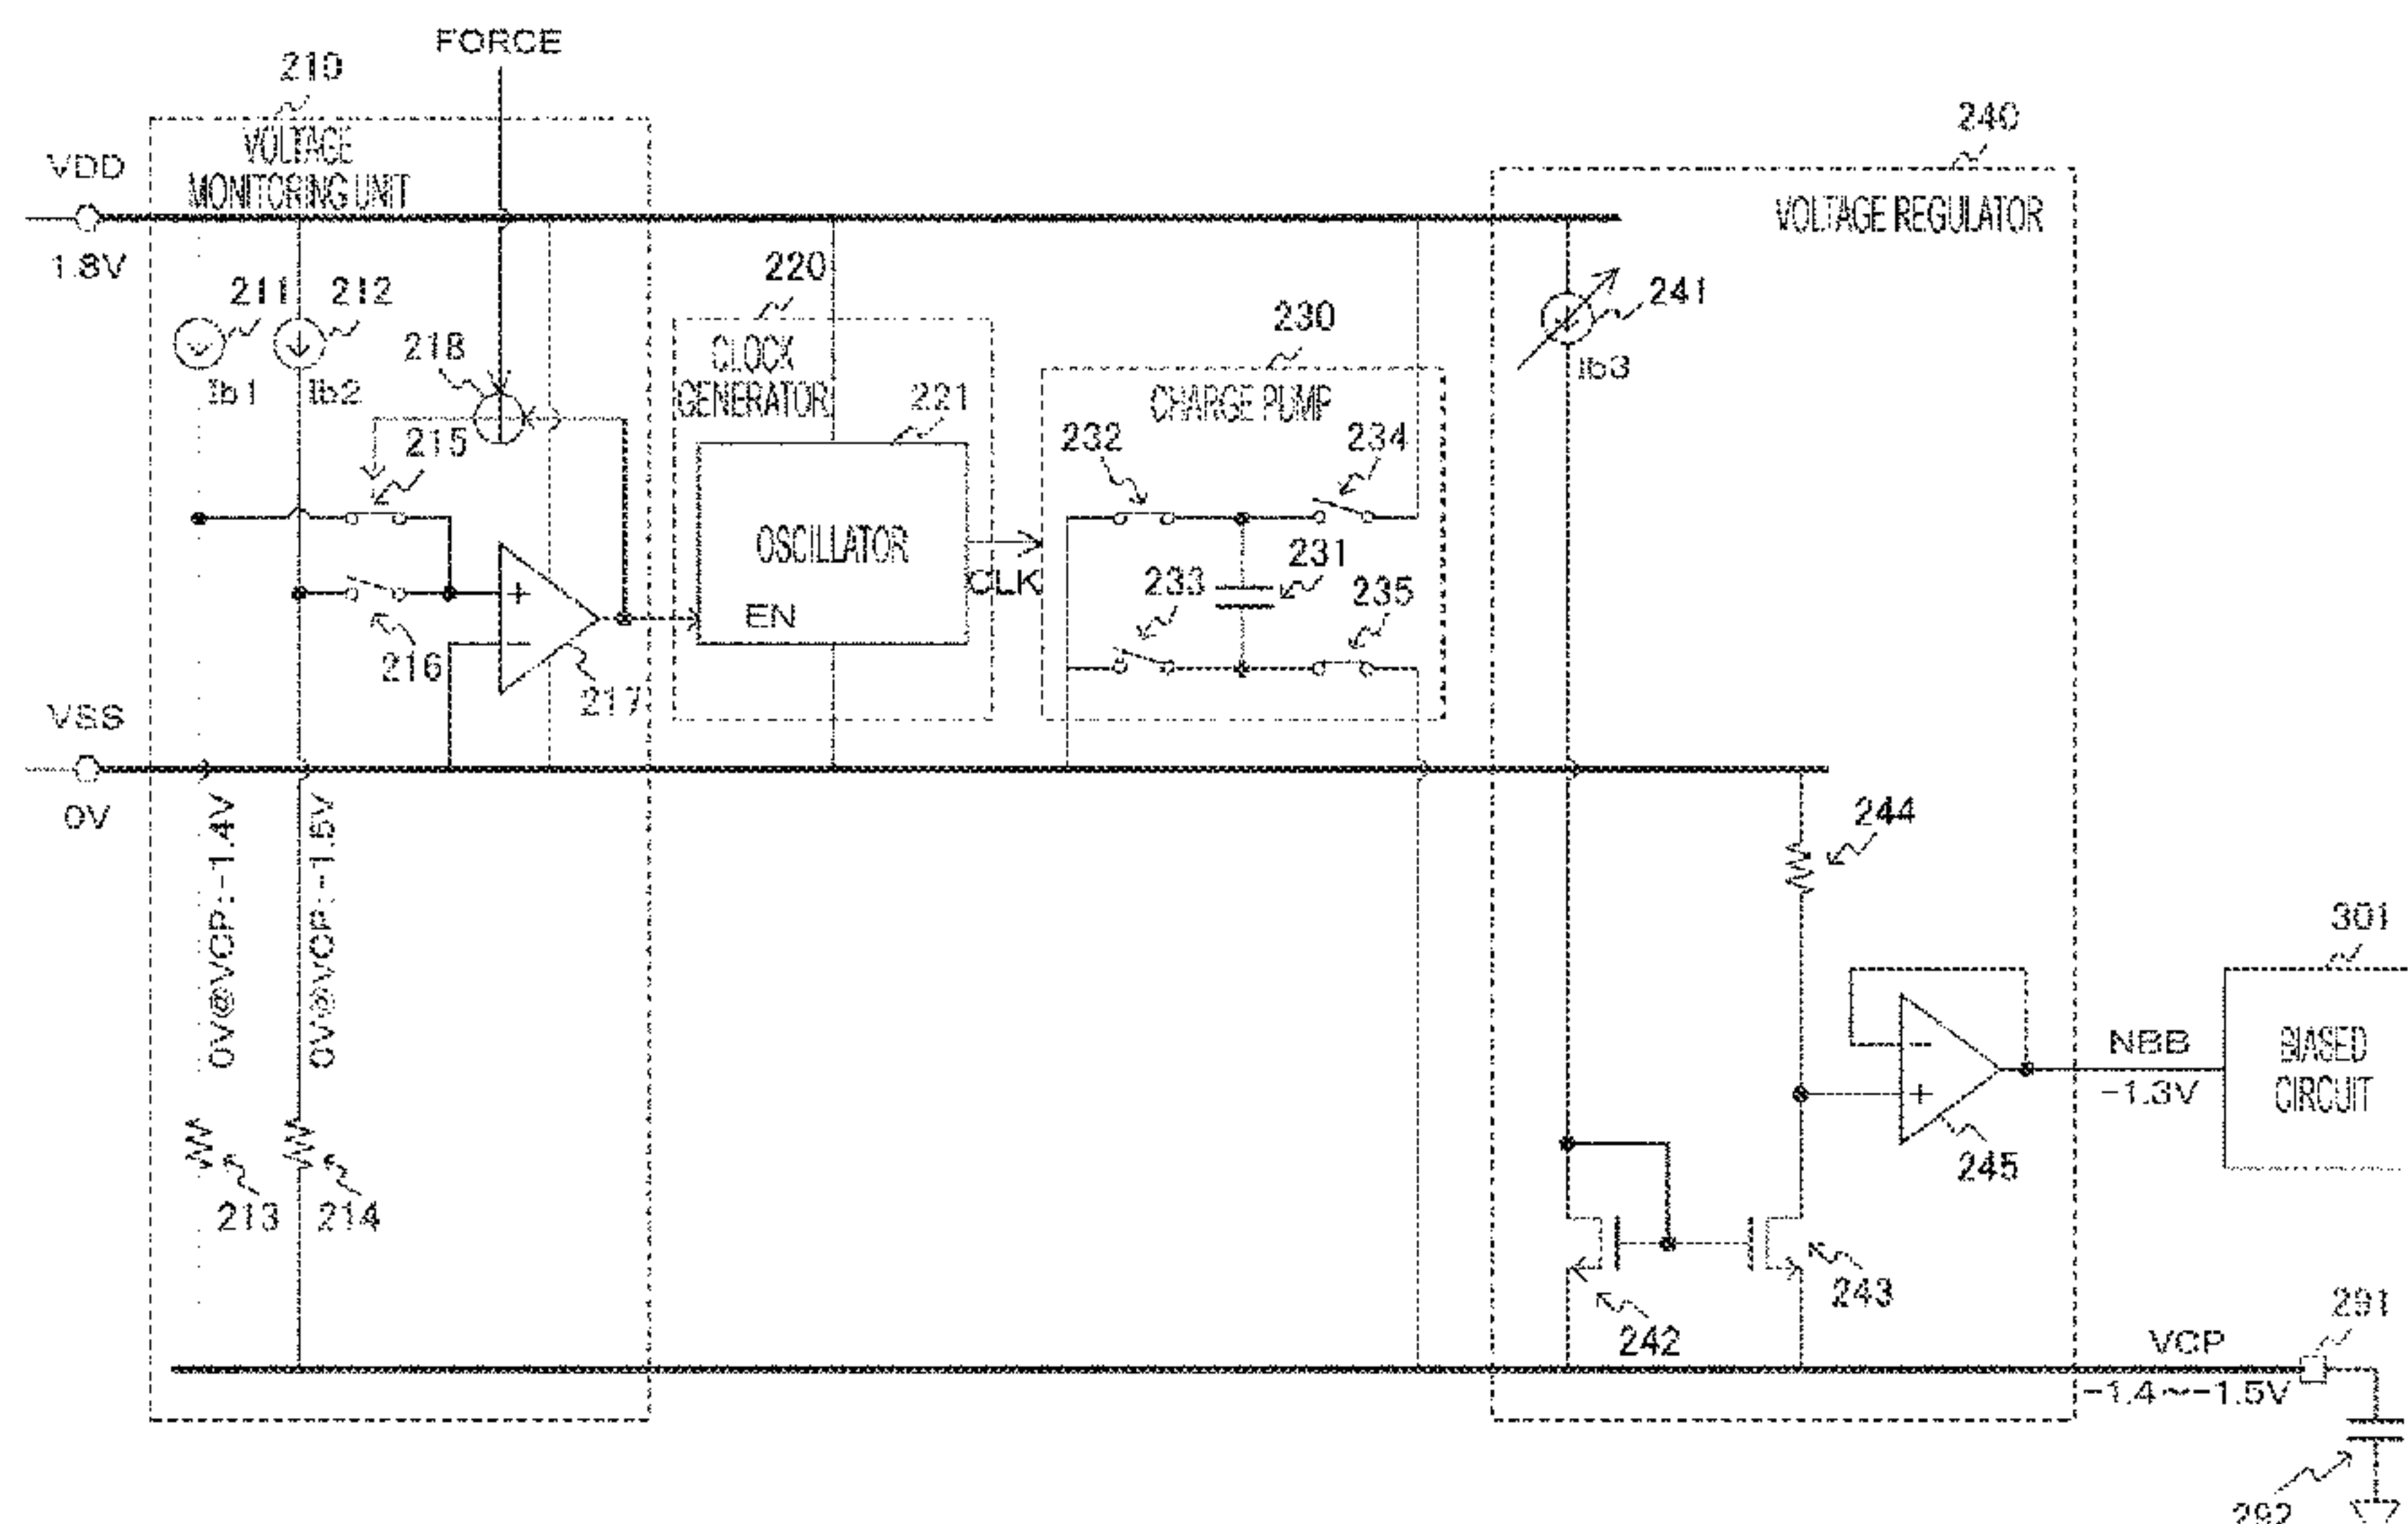 FORCE
210
VOLTAGE
MONITORING UNIT
VDD
1.8V
211
212
Ib1
Ib2
218
215
216
217
220
CLOCK
GENERATOR
221
OSCILLATOR
EN
CLK
230
CHARGE PUMP
232
234
231
233
235
240
VOLTAGE REGULATOR
241
Ib3
VSS
0V
0V@VCP:-1.4V
0V@VCP:-1.5V
213
214
244
245
242
243
NBB
-1.3V
301
BIASED
CIRCUIT
VCP
-1.4~-1.5V
291
292